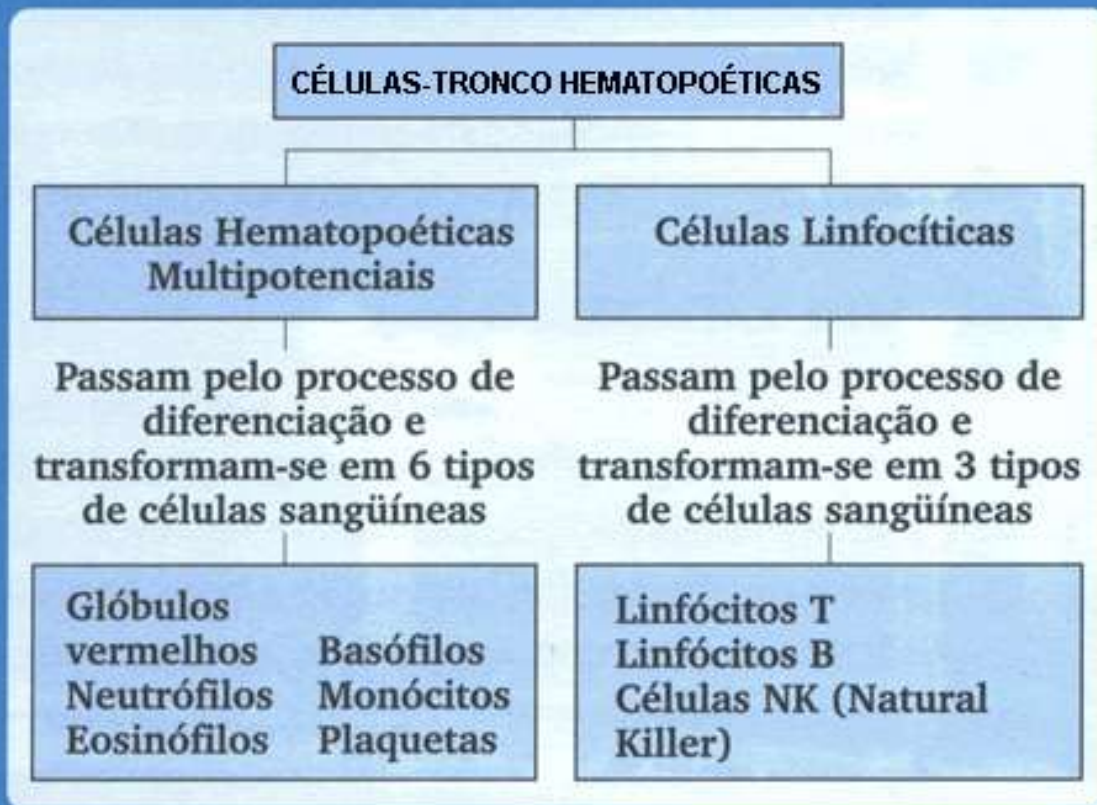 CÉLULAS-TRONCO HEMATOPOÉTICAS
Células Hematopoéticas
Multipotenciais
Passam pelo processo de
diferenciação e
transformam-se em 6 tipos
de células sangüíneas
Glóbulos
vermelhos
Neutrófilos
Eosinófilos
Basófilos
Monócitos
Plaquetas
Células Linfocíticas
Passam pelo processo de
diferenciação e
transformam-se em 3 tipos
de células sangüíneas
Linfócitos T
Linfócitos B
Células NK (Natural
Killer)